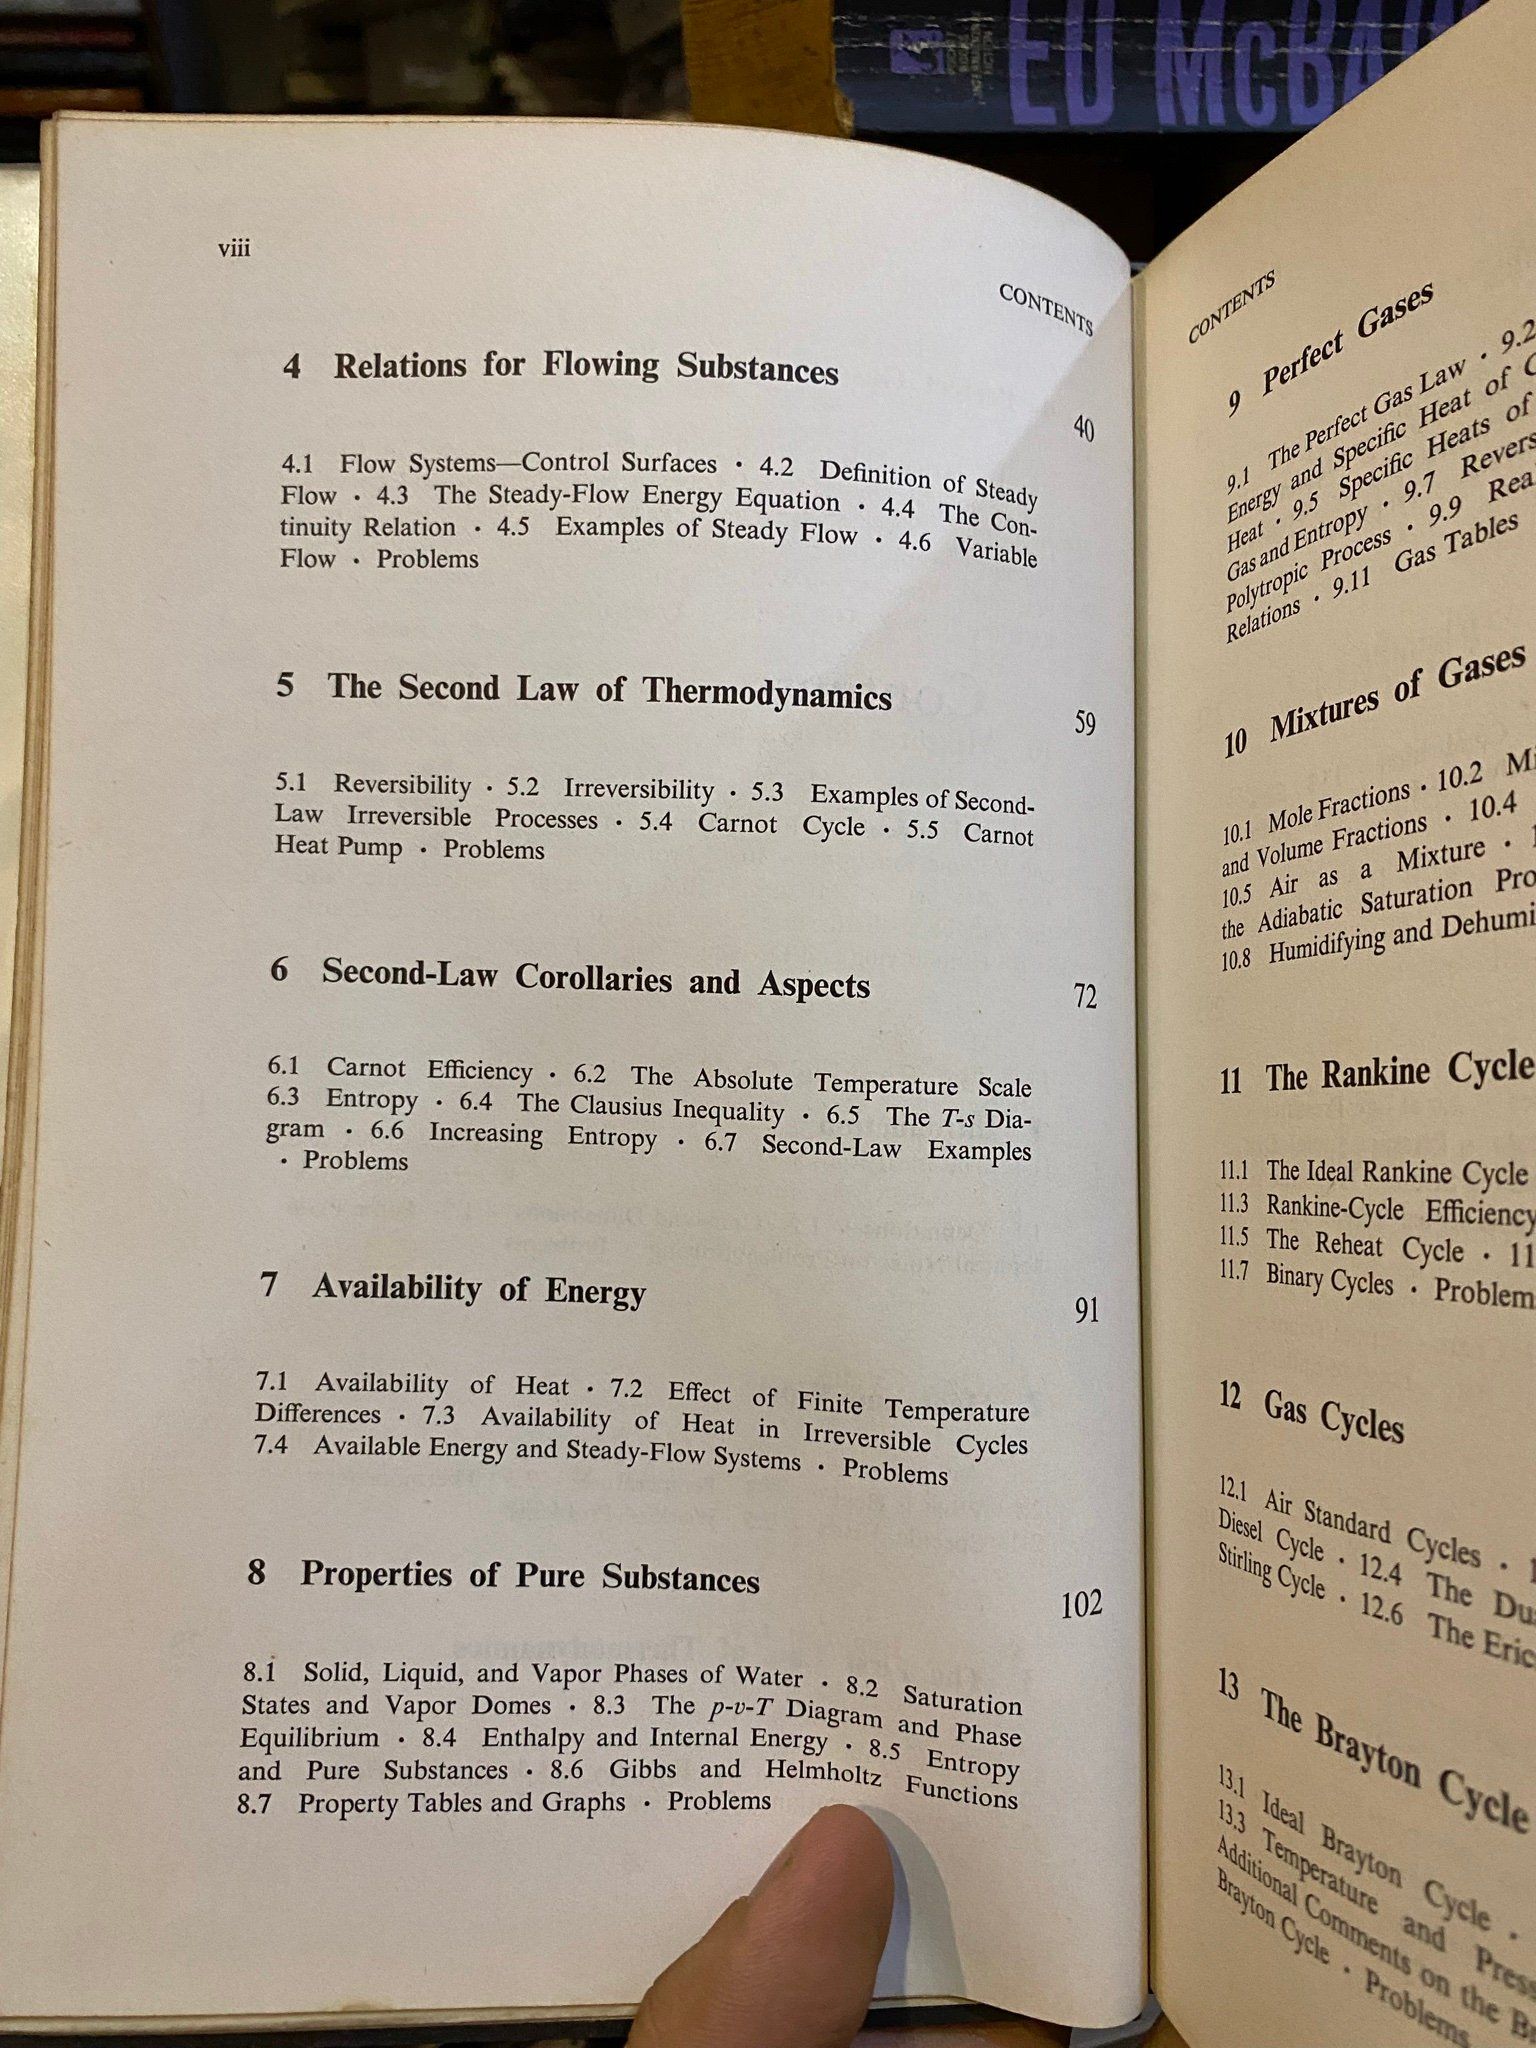 ED McBA
viii
CONTENTS
4 Relations for Flowing Substances
40
4.1 Flow Systems—Control Surfaces · 4.2 Definition of Steady
Flow · 4.3 The Steady-Flow Energy Equation · 4.4 The Con-
tinuity Relation · 4.5 Examples of Steady Flow · 4.6 Variable
Flow · Problems
5 The Second Law of Thermodynamics
59
5.1 Reversibility · 5.2 Irreversibility · 5.3 Examples of Second-
Law Irreversible Processes · 5.4 Carnot Cycle · 5.5 Carnot
Heat Pump · Problems
6 Second-Law Corollaries and Aspects
72
6.1 Carnot Efficiency · 6.2 The Absolute Temperature Scale
6.3 Entropy · 6.4 The Clausius Inequality · 6.5 The T-s Dia-
gram · 6.6 Increasing Entropy · 6.7 Second-Law Examples
· Problems
7 Availability of Energy
91
7.1 Availability of Heat · 7.2 Effect of Finite Temperature
Differences · 7.3 Availability of Heat in Irreversible Cycles
7.4 Available Energy and Steady-Flow Systems · Problems
8 Properties of Pure Substances
102
8.1 Solid, Liquid, and Vapor Phases of Water · 8.2 Saturation
States and Vapor Domes · 8.3 The p-v-T Diagram and Phase
Equilibrium · 8.4 Enthalpy and Internal Energy · 8.5 Entropy
and Pure Substances · 8.6 Gibbs and Helmholtz Functions
8.7 Property Tables and Graphs · Problems
CONTENTS
9 Perfect Gases
9.1 The Perfect Gas Law · 9.2
Energy and Specific Heat of
Heat · 9.5 Specific Heats of
Gas and Entropy · 9.7 Revers
Polytropic Process · 9.9 Rea
Relations · 9.11 Gas Tables
10 Mixtures of Gases
10.1 Mole Fractions · 10.2 Mi
and Volume Fractions · 10.4
10.5 Air as a Mixture ·
the Adiabatic Saturation Pro
10.8 Humidifying and Dehumi
11 The Rankine Cycle
11.1 The Ideal Rankine Cycle
11.3 Rankine-Cycle Efficiency
11.5 The Reheat Cycle · 11
11.7 Binary Cycles · Problem
12 Gas Cycles
12.1 Air Standard Cycles · 1
Diesel Cycle · 12.4 The Du
Stirling Cycle · 12.6 The Eric
13 The Brayton Cycle
13.1 Ideal Brayton Cycle ·
13.3 Temperature and Press
Additional Comments on the B
Brayton Cycle · Problems